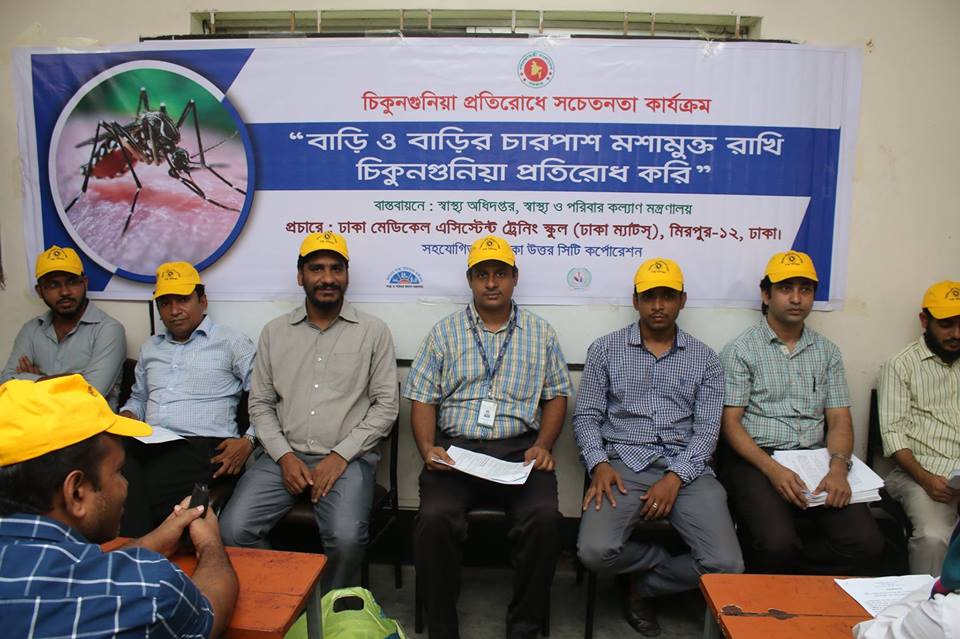 চিকুনগুনিয়া প্রতিরোধে সচেতনতা কার্যক্রম
“বাড়ি ও বাড়ির চারপাশ মশামুক্ত রাখি
চিকুনগুনিয়া প্রতিরোধ করি”
বাস্তবায়নে : স্বাস্থ্য অধিদপ্তর, স্বাস্থ্য ও পরিবার কল্যাণ মন্ত্রণালয়
প্রচারে : ঢাকা মেডিকেল এসিস্টেন্ট ট্রেনিং স্কুল (ঢাকা ম্যাটস্), মিরপুর-১২, ঢাকা।
উত্তর সিটি কর্পোরেশন